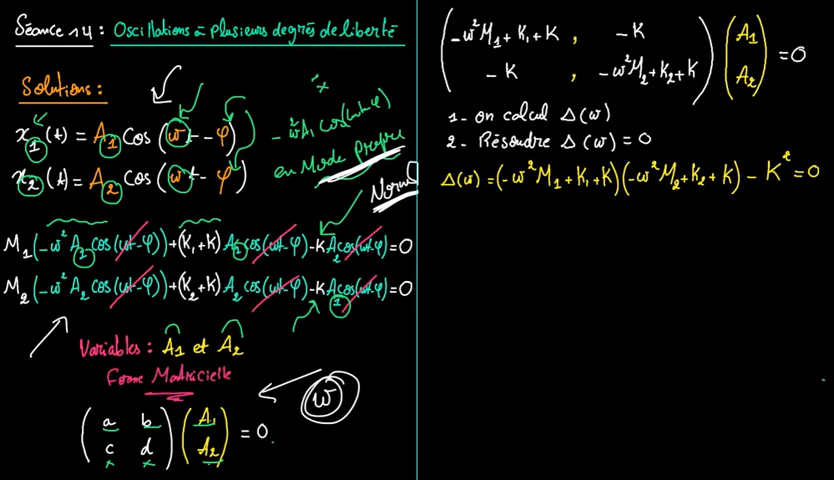 Séance 14 : Oscillations à plusieurs degrés de liberté
Solutions :
x1(t) = A1 cos(ωt - φ)
x2(t) = A2 cos(ωt - φ)
-ω²A1 cos(ωt-φ)
en Mode Propre
Normal
M1(-ω² A1 cos(ωt-φ)) + (K1+K) A1 cos(ωt-φ) - K A2 cos(ωt-φ) = 0
M2(-ω² A2 cos(ωt-φ)) + (K2+K) A2 cos(ωt-φ) - K A1 cos(ωt-φ) = 0
Variables : A1 et A2
Forme Matricielle
ω
( a b ) ( A1 )
( c d ) ( A2 ) = 0
( -ω²M1 + K1 + K , -K ) ( A1 )
( -K , -ω²M2 + K2 + K ) ( A2 ) = 0
1 - on calcul Δ(ω)
2 - Résoudre Δ(ω) = 0
Δ(ω) = (-ω²M1 + K1 + K)(-ω²M2 + K2 + K) - K² = 0